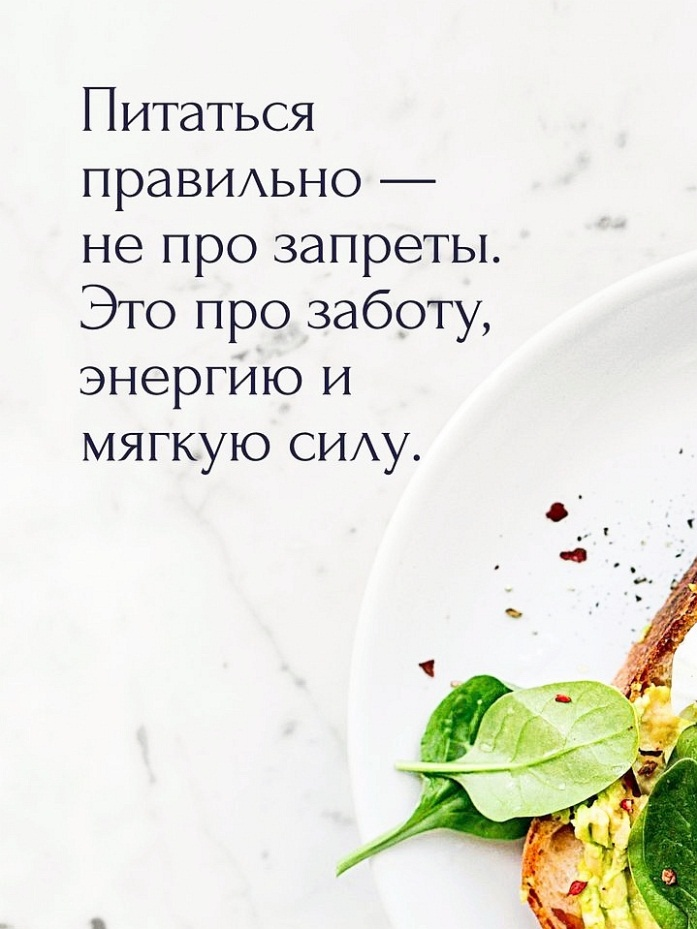 Питаться
правильно —
не про запреты.
Это про заботу,
энергию и
мягкую силу.